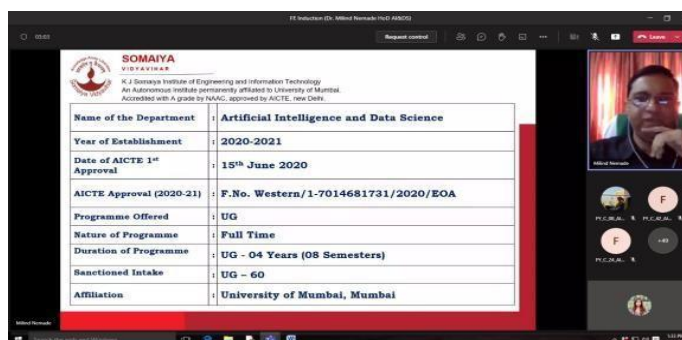 FE Induction (Dr. Milind Nemade HoD AI&DS)
03:03
Request control
Leave
SOMAIYA
VIDYAVIHAR
K J Somaiya Institute of Engineering and Information Technology
An Autonomous Institute permanently affiliated to University of Mumbai.
Accredited with A grade by NAAC, approved by AICTE, new Delhi.
Name of the Department : Artificial Intelligence and Data Science
Year of Establishment : 2020-2021
Date of AICTE 1st
Approval : 15th June 2020
AICTE Approval (2020-21) : F.No. Western/1-7014681731/2020/EOA
Programme Offered : UG
Nature of Programme : Full Time
Duration of Programme : UG - 04 Years (08 Semesters)
Sanctioned Intake : UG – 60
Affiliation : University of Mumbai, Mumbai
Milind Nemade
Milind Nemade
F
F